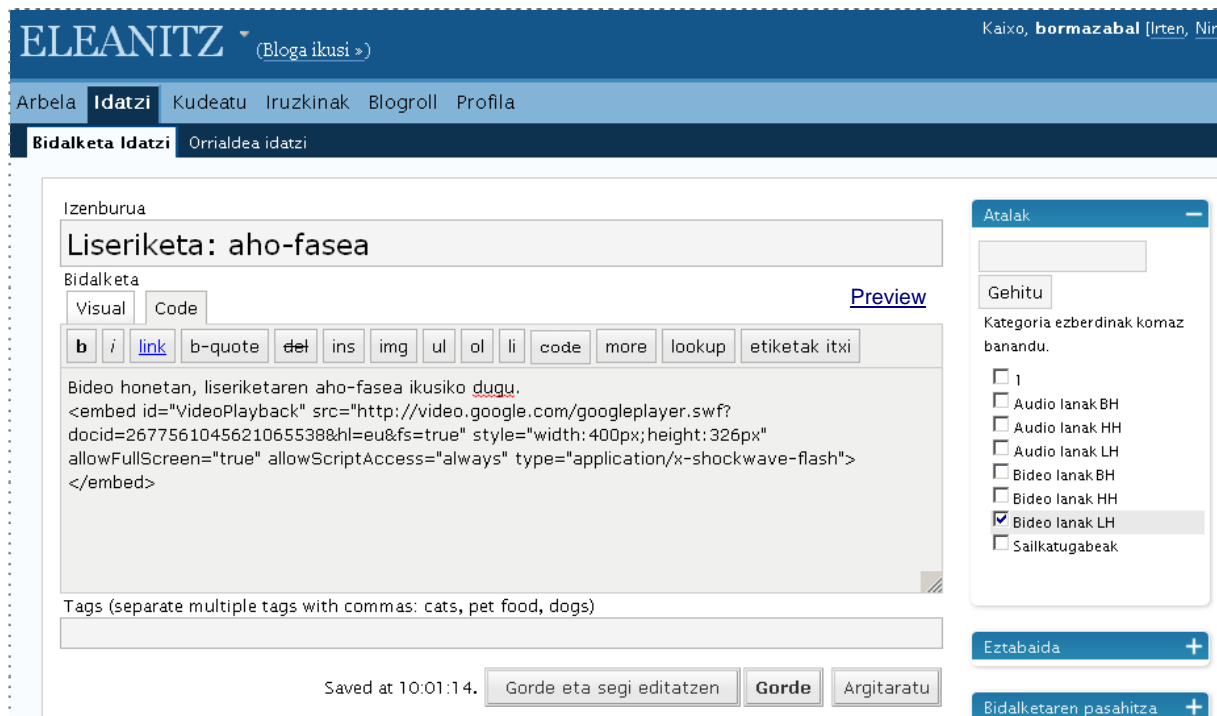 ELEANITZ (Bloga ikusi »)
Kaixo, bormazabal [Irten, Nir
Arbela Idatzi Kudeatu Iruzkinak Blogroll Profila
Bidalketa Idatzi Orrialdea idatzi
Izenburua
Liseriketa: aho-fasea
Bidalketa
Visual Code
Preview
b i link b-quote del ins img ul ol li code more lookup etiketak itxi
Bideo honetan, liseriketaren aho-fasea ikusiko dugu.
<embed id="VideoPlayback" src="http://video.google.com/googleplayer.swf?
docid=2677561045621065538&hl=eu&fs=true" style="width:400px;height:326px"
allowFullScreen="true" allowScriptAccess="always" type="application/x-shockwave-flash">
</embed>
Tags (separate multiple tags with commas: cats, pet food, dogs)
Saved at 10:01:14. Gorde eta segi editatzen Gorde Argitaratu
Atalak
Gehitu
Kategoria ezberdinak komaz
banandu.
1
Audio lanak BH
Audio lanak HH
Audio lanak LH
Bideo lanak BH
Bideo lanak HH
Bideo lanak LH
Sailkatugabeak
Eztabaida
Bidalketaren pasahitza